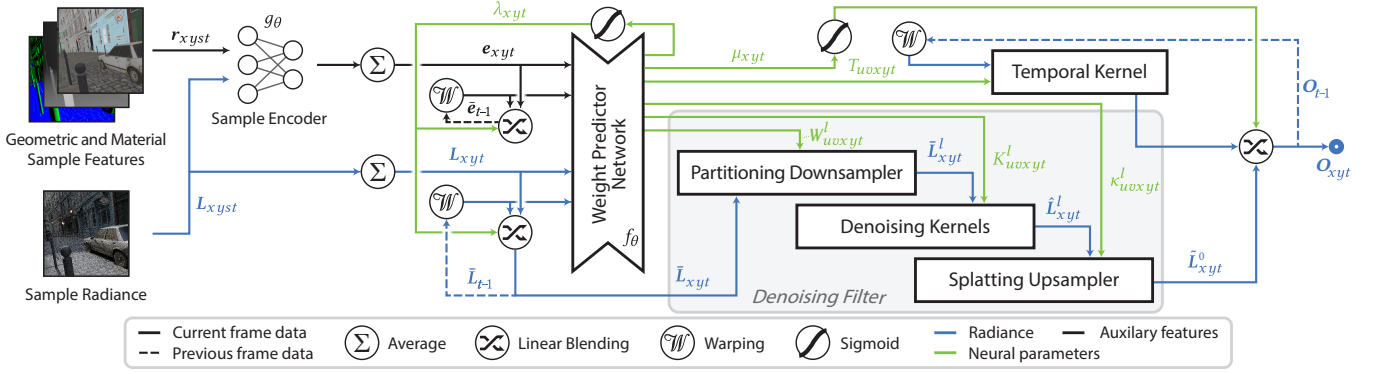 Geometric and Material
Sample Features
Sample Radiance
r_xyst
L_xyst
g_θ
Sample Encoder
Σ
Σ
e_xyt
𝒲
ē_t-1
L_xyt
𝒲
L̄_t-1
λ_xyt
Weight Predictor
Network
f_θ
μ_xyt
T_uvxyt
𝒲
Temporal Kernel
O_t-1
O_xyt
W^l_uvxyt
Partitioning Downsampler
L̄^l_xyt
K^l_uvxyt
Denoising Kernels
L̂^l_xyt
κ^l_uvxyt
Splatting Upsampler
L̃^0_xyt
L̄_xyt
Denoising Filter
Current frame data
Previous frame data
Σ Average
Linear Blending
𝒲 Warping
Sigmoid
Radiance
Neural parameters
Auxilary features